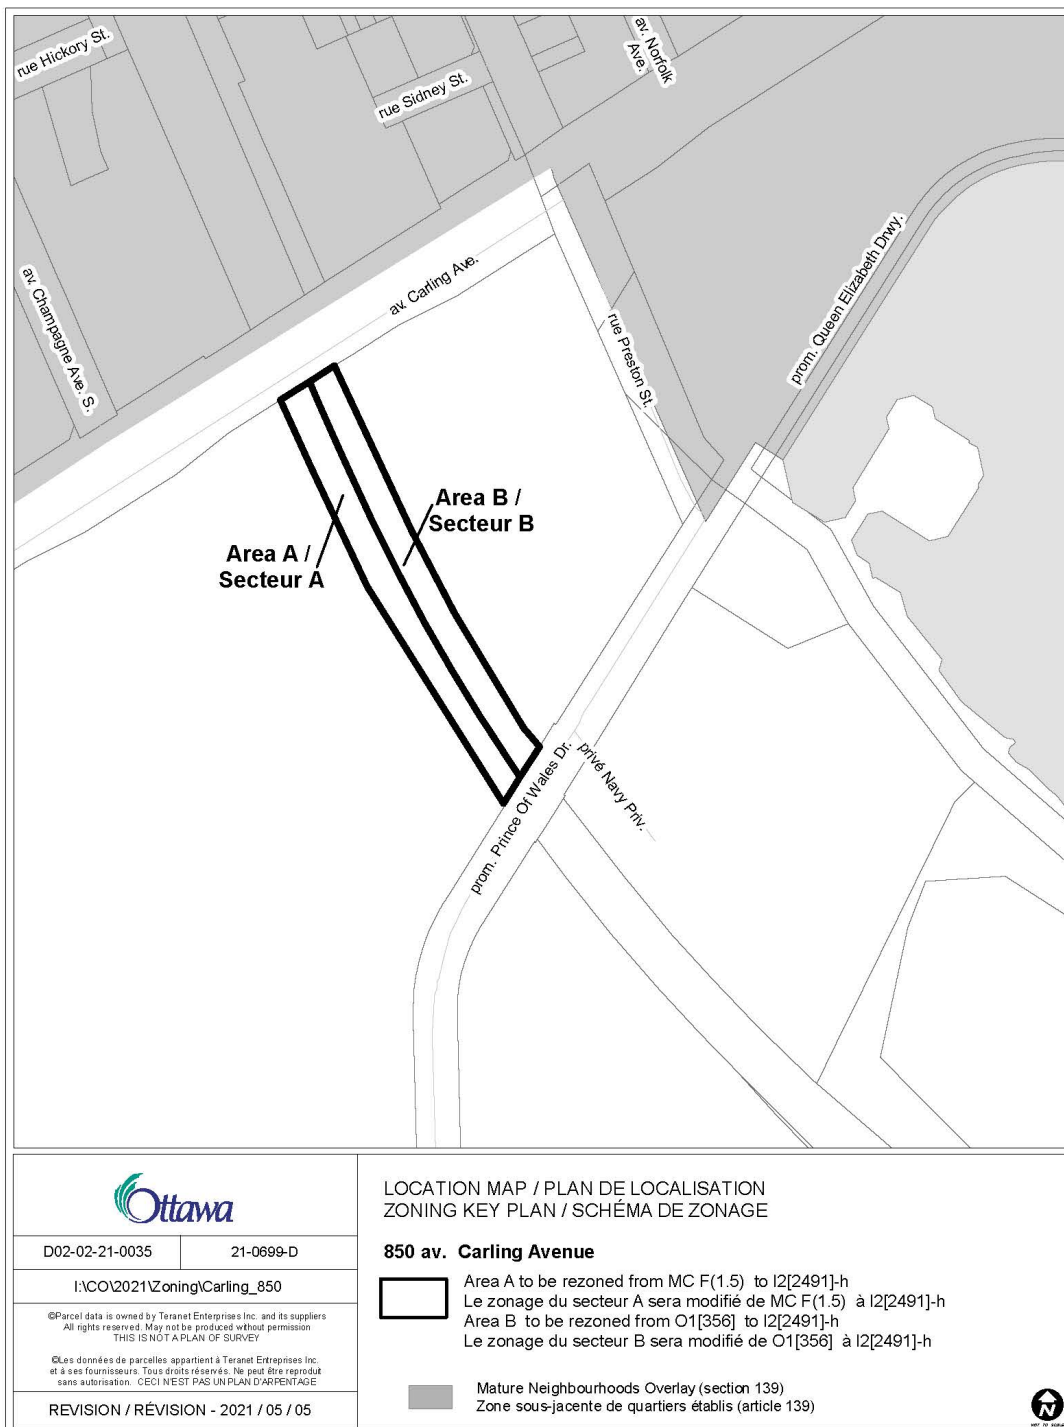 rue Hickory St.
rue Sidney St.
av. Norfolk
Ave.
av. Champagne Ave. S.
av. Carling Ave.
rue Preston St.
prom. Queen Elizabeth Drwy.
Area B /
Secteur B
Area A /
Secteur A
prom. Prince Of Wales Dr.
privé Navy Priv.
Ottawa
D02-02-21-0035
21-0699-D
I:\CO\2021\Zoning\Carling_850
©Parcel data is owned by Teranet Enterprises Inc. and its suppliers
All rights reserved. May not be produced without permission
THIS IS NOT A PLAN OF SURVEY
©Les données de parcelles appartient à Teranet Entreprises Inc.
et à ses fournisseurs. Tous droits réservés. Ne peut être reproduit
sans autorisation. CECI N'EST PAS UN PLAN D'ARPENTAGE
REVISION / RÉVISION - 2021 / 05 / 05
LOCATION MAP / PLAN DE LOCALISATION
ZONING KEY PLAN / SCHÉMA DE ZONAGE
850 av. Carling Avenue
Area A to be rezoned from MC F(1.5) to I2[2491]-h
Le zonage du secteur A sera modifié de MC F(1.5) à I2[2491]-h
Area B to be rezoned from O1[356] to I2[2491]-h
Le zonage du secteur B sera modifié de O1[356] à I2[2491]-h
Mature Neighbourhoods Overlay (section 139)
Zone sous-jacente de quartiers établis (article 139)
N
NOT TO SCALE